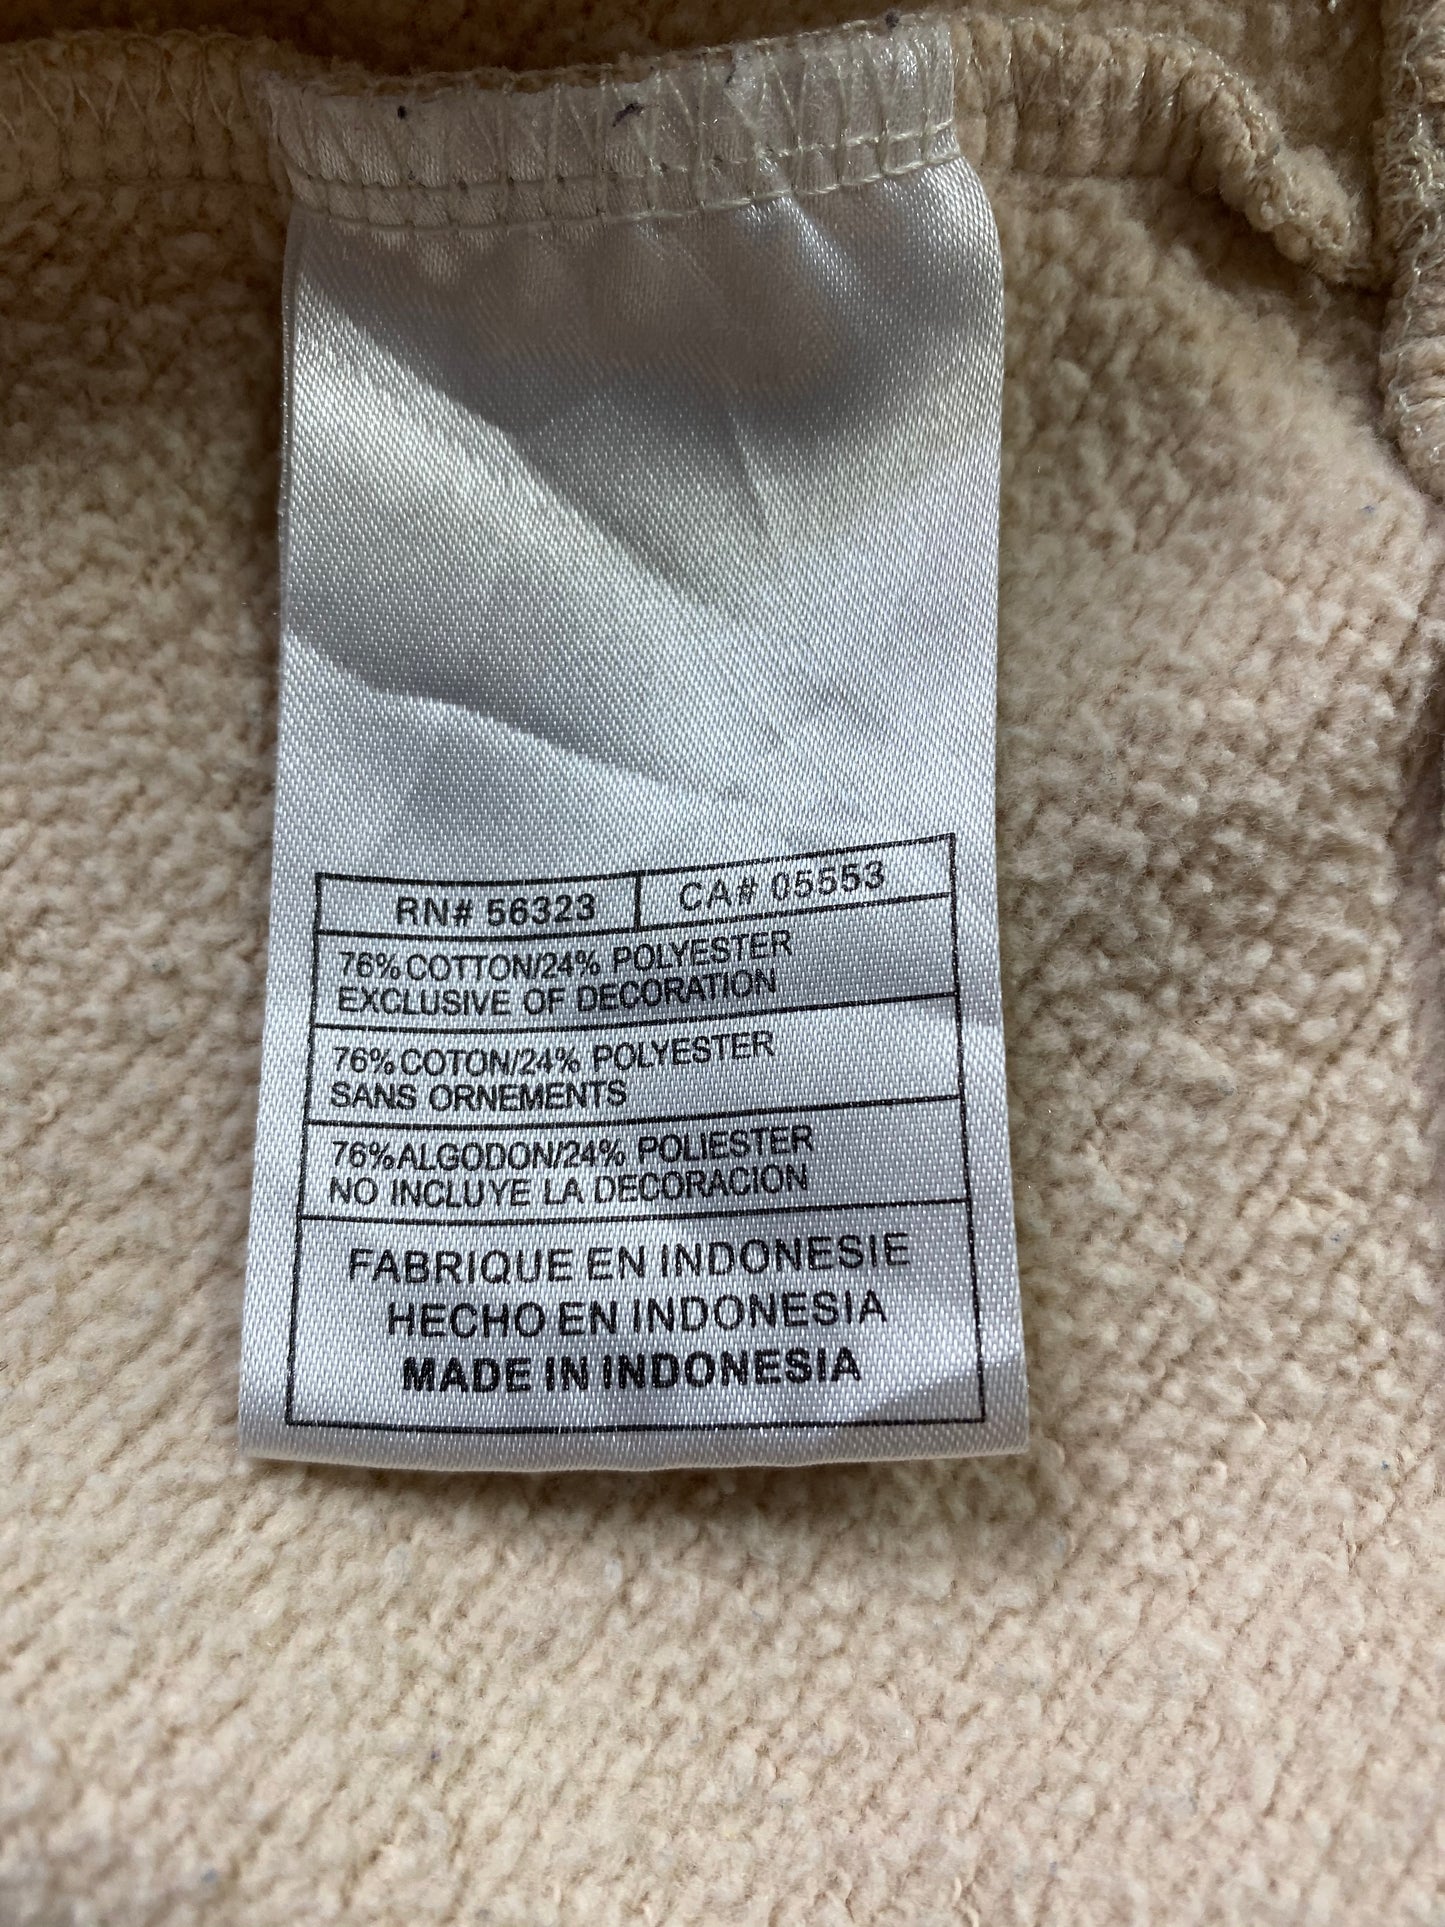 RN# 56323 CA# 05553
76%COTTON/24% POLYESTER
EXCLUSIVE OF DECORATION
76%COTON/24% POLYESTER
SANS ORNEMENTS
76%ALGODON/24% POLIESTER
NO INCLUYE LA DECORACION
FABRIQUE EN INDONESIE
HECHO EN INDONESIA
MADE IN INDONESIA